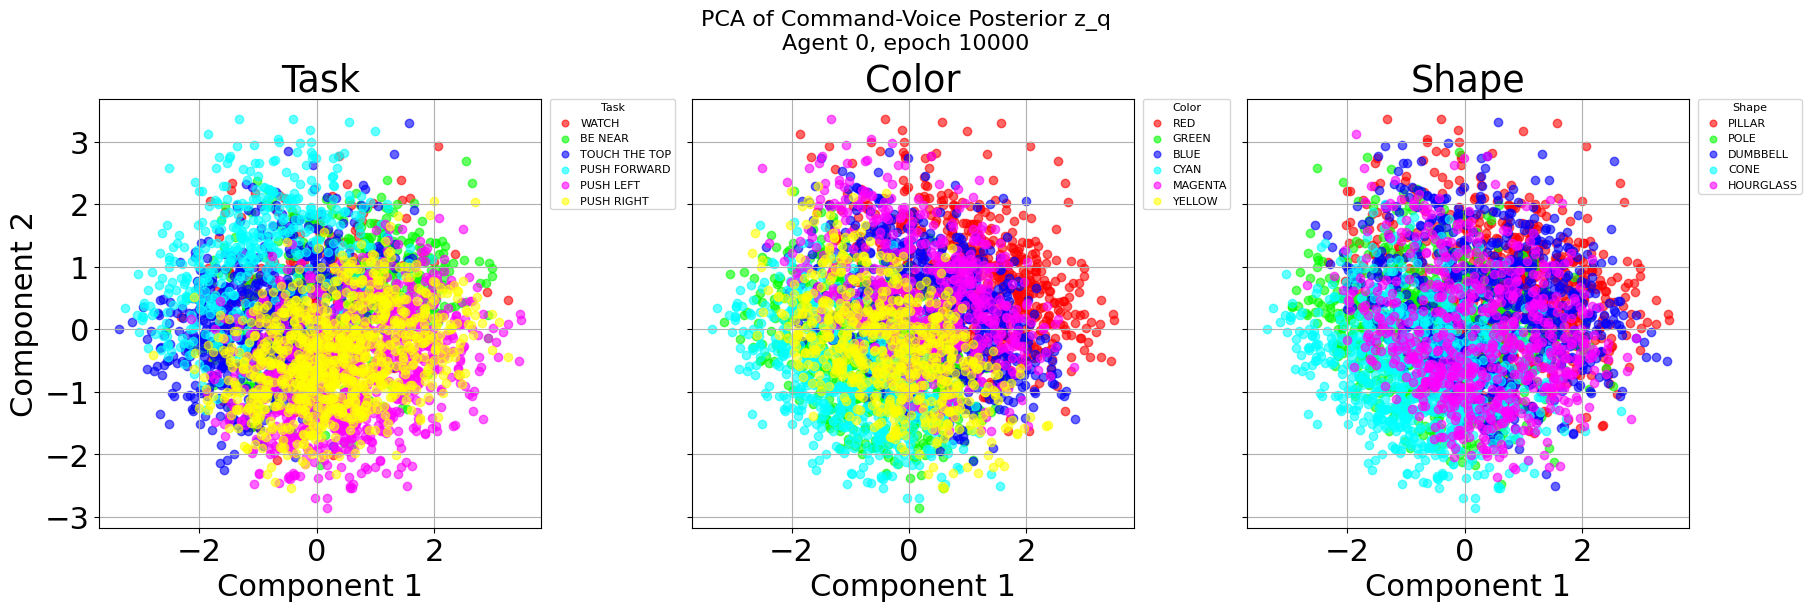 PCA of Command-Voice Posterior z_q
Agent 0, epoch 10000
Task
Component 2
3
2
1
0
−1
−2
−3
−2
0
2
Component 1
Task
WATCH
BE NEAR
TOUCH THE TOP
PUSH FORWARD
PUSH LEFT
PUSH RIGHT
Color
−2
0
2
Component 1
Color
RED
GREEN
BLUE
CYAN
MAGENTA
YELLOW
Shape
−2
0
2
Component 1
Shape
PILLAR
POLE
DUMBBELL
CONE
HOURGLASS